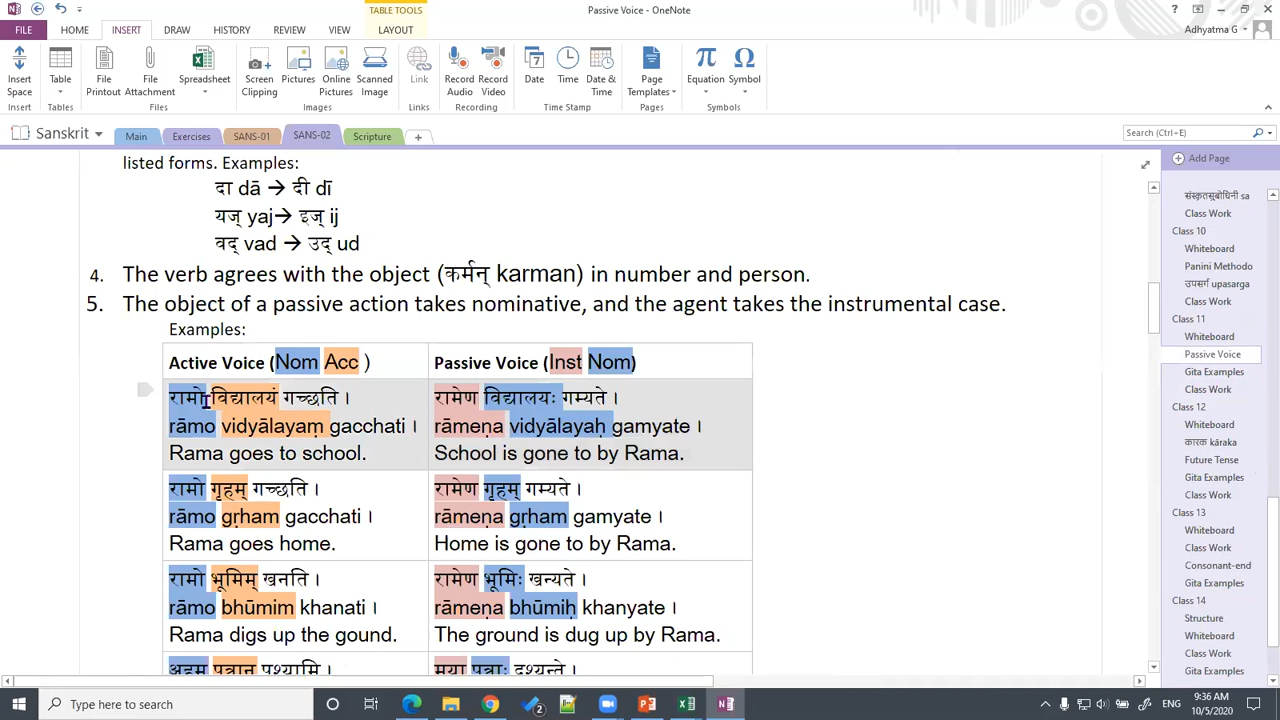 Passive Voice - OneNote
TABLE TOOLS
FILE HOME INSERT DRAW HISTORY REVIEW VIEW LAYOUT
Adhyatma G
Insert Space Table File Printout File Attachment Spreadsheet Screen Clipping Pictures Online Pictures Scanned Image Link Record Audio Record Video Date Time Date & Time Page Templates Equation Symbol
Insert Tables Files Images Links Recording Time Stamp Pages Symbols
Sanskrit Main Exercises SANS-01 SANS-02 Scripture + Search (Ctrl+E)
Add Page
listed forms. Examples:
दा dā → दी dī
यज् yaj→ इज् ij
वद् vad → उद् ud
4. The verb agrees with the object (कर्मन् karman) in number and person.
5. The object of a passive action takes nominative, and the agent takes the instrumental case.
Examples:
Active Voice (Nom Acc )
Passive Voice (Inst Nom)
रामो विद्यालयं गच्छति ।
rāmo vidyālayaṃ gacchati ।
Rama goes to school.
रामेण विद्यालयः गम्यते ।
rāmeṇa vidyālayaḥ gamyate ।
School is gone to by Rama.
रामो गृहम् गच्छति ।
rāmo gṛham gacchati ।
Rama goes home.
रामेण गृहम् गम्यते ।
rāmeṇa gṛham gamyate ।
Home is gone to by Rama.
रामो भूमिम् खनति ।
rāmo bhūmim khanati ।
Rama digs up the gound.
रामेण भूमिः खन्यते ।
rāmeṇa bhūmiḥ khanyate ।
The ground is dug up by Rama.
अहम् पुत्रान् पश्यामि ।
मया पुत्राः दृश्यन्ते ।
संस्कृतसुबोधिनी sa
Class Work
Class 10
Whiteboard
Panini Methodo
उपसर्ग upasarga
Class Work
Class 11
Whiteboard
Passive Voice
Gita Exercises
Class Work
Class 12
Whiteboard
कारक kāraka
Future Tense
Gita Exercises
Class Work
Class 13
Whiteboard
Class Work
Consonant-end
Gita Exercises
Class 14
Structure
Whiteboard
Class Work
Gita Exercises
Type here to search
2
ENG
9:36 AM
10/5/2020